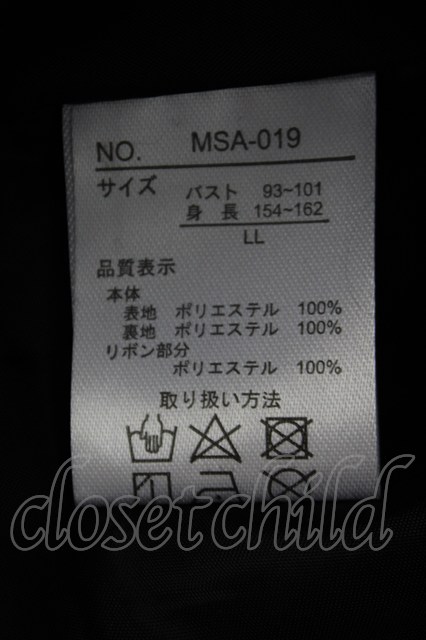 NO. MSA-019
サイズ バスト 93~101
身 長 154~162
LL
品質表示
本体
表地 ポリエステル 100%
裏地 ポリエステル 100%
リボン部分
ポリエステル 100%
取り扱い方法
closetchild